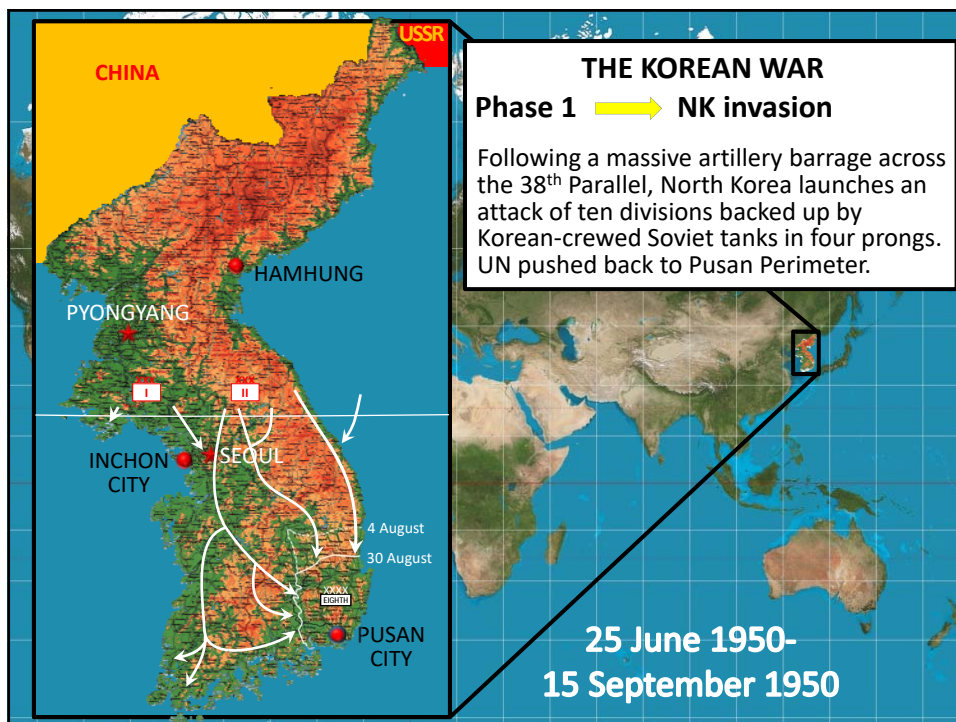 USSR
CHINA
THE KOREAN WAR
Phase 1 NK invasion
Following a massive artillery barrage across
the 38th Parallel, North Korea launches an
attack of ten divisions backed up by
Korean-crewed Soviet tanks in four prongs.
UN pushed back to Pusan Perimeter.
HAMHUNG
PYONGYANG
XXX
I
XXX
II
SEOUL
INCHON
CITY
4 August
30 August
XXXX
EIGHTH
PUSAN
CITY
25 June 1950-
15 September 1950